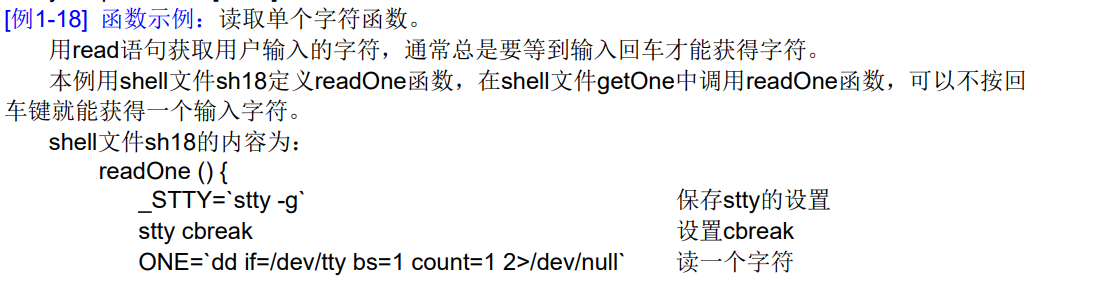 [例1-18] 函数示例：读取单个字符函数。
用read语句获取用户输入的字符，通常总是要等到输入回车才能获得字符。
本例用shell文件sh18定义readOne函数，在shell文件getOne中调用readOne函数，可以不按回
车键就能获得一个输入字符。
shell文件sh18的内容为：
readOne () {
_STTY=`stty -g` 保存stty的设置
stty cbreak 设置cbreak
ONE=`dd if=/dev/tty bs=1 count=1 2>/dev/null` 读一个字符